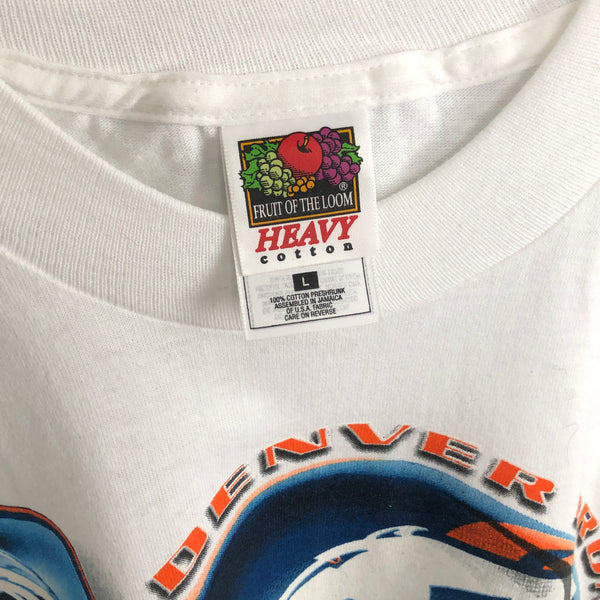 FRUIT OF THE LOOM ®
HEAVY
cotton
L
100% COTTON PRESHRUNK
ASSEMBLED IN JAMAICA
OF U.S.A. FABRIC
CARE ON REVERSE
DENVER